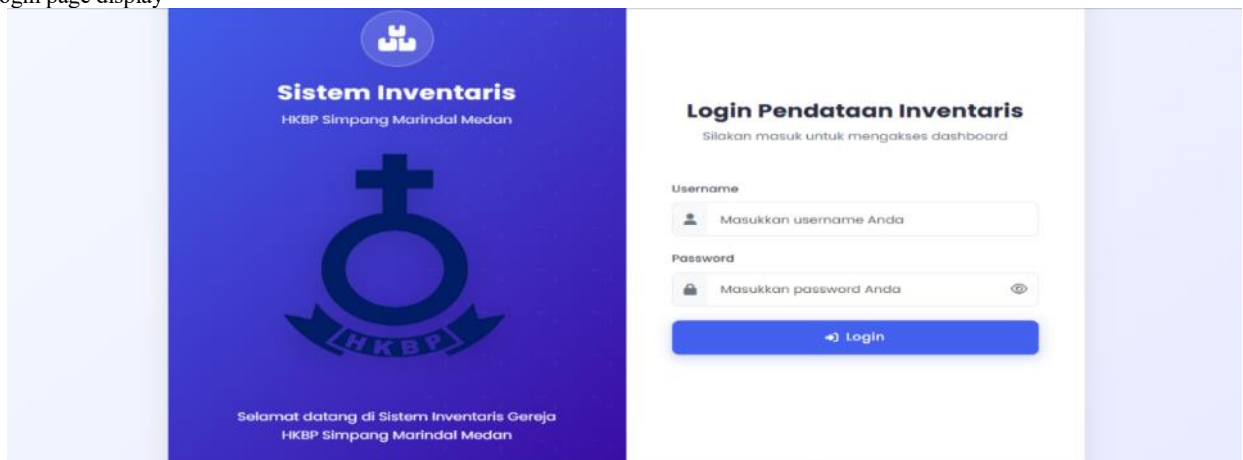 ogin page display
Sistem Inventaris
HKBP Simpang Marindal Medan
HKBP
Selamat datang di Sistem Inventaris Gereja
HKBP Simpang Marindal Medan
Login Pendataan Inventaris
Silakan masuk untuk mengakses dashboard
Username
Masukkan username Anda
Password
Masukkan password Anda
Login